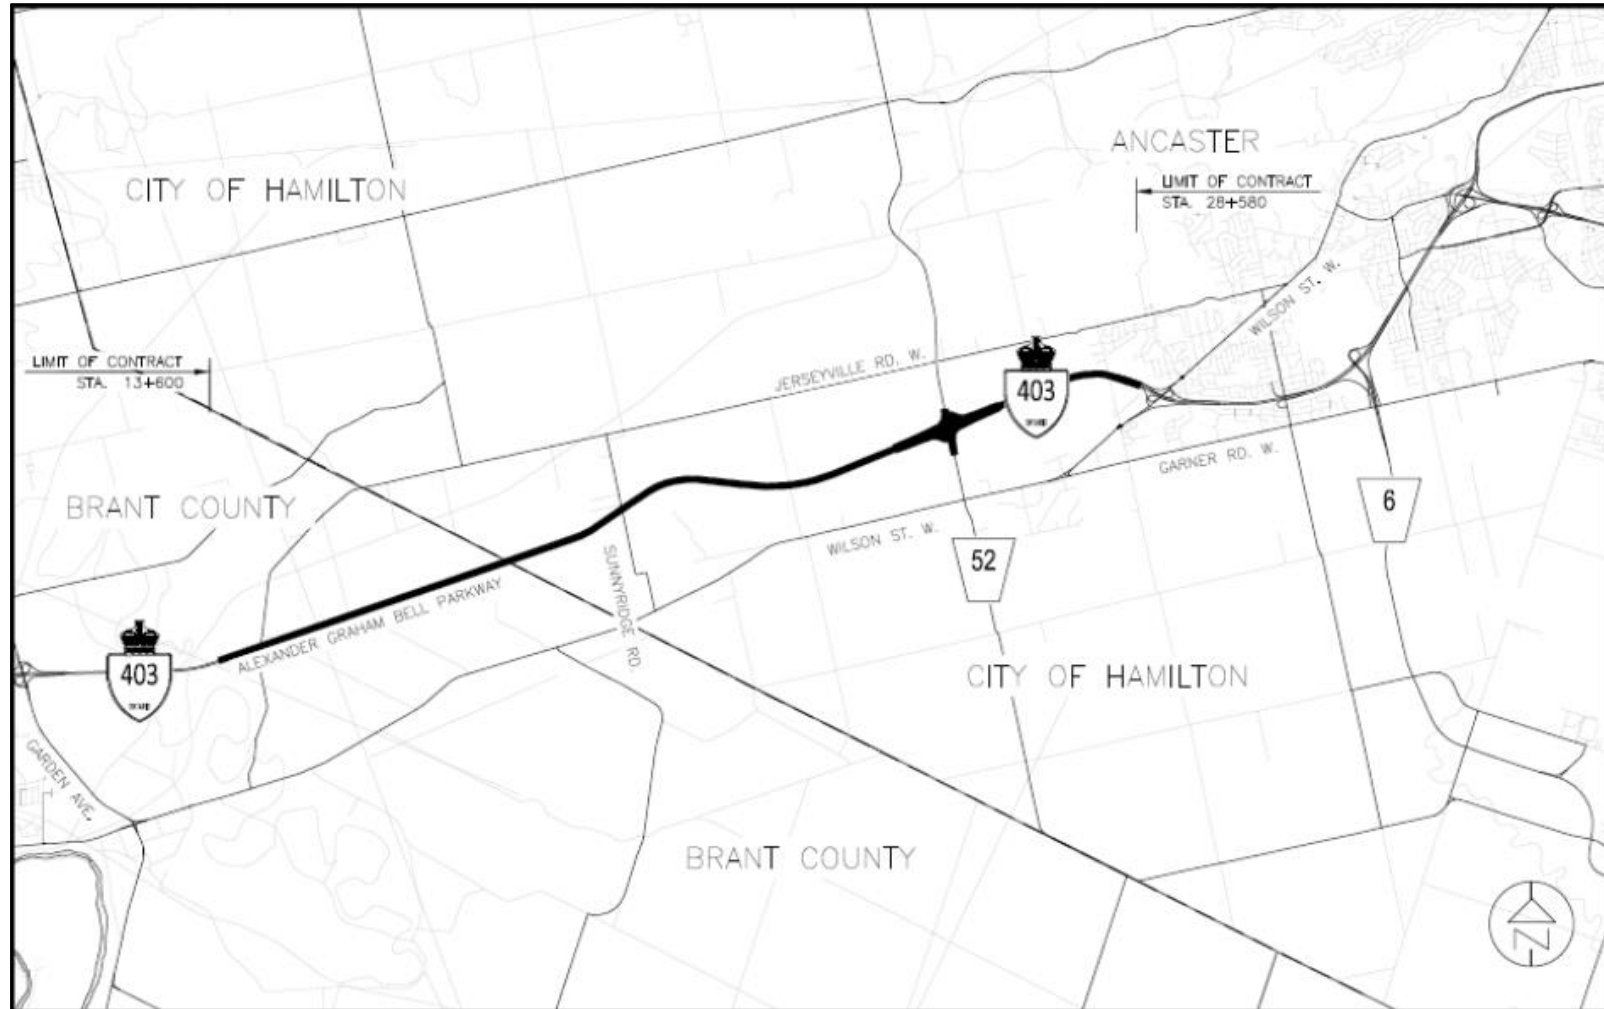 ANCASTER
LIMIT OF CONTRACT
STA. 28+580
CITY OF HAMILTON
WILSON ST. W.
LIMIT OF CONTRACT
STA. 13+600
JERSEYVILLE RD. W.
403
GARNER RD. W.
BRANT COUNTY
6
WILSON ST. W.
52
SUNNYRIDGE RD.
ALEXANDER GRAHAM BELL PARKWAY
403
CITY OF HAMILTON
GARDEN AVE.
BRANT COUNTY
N